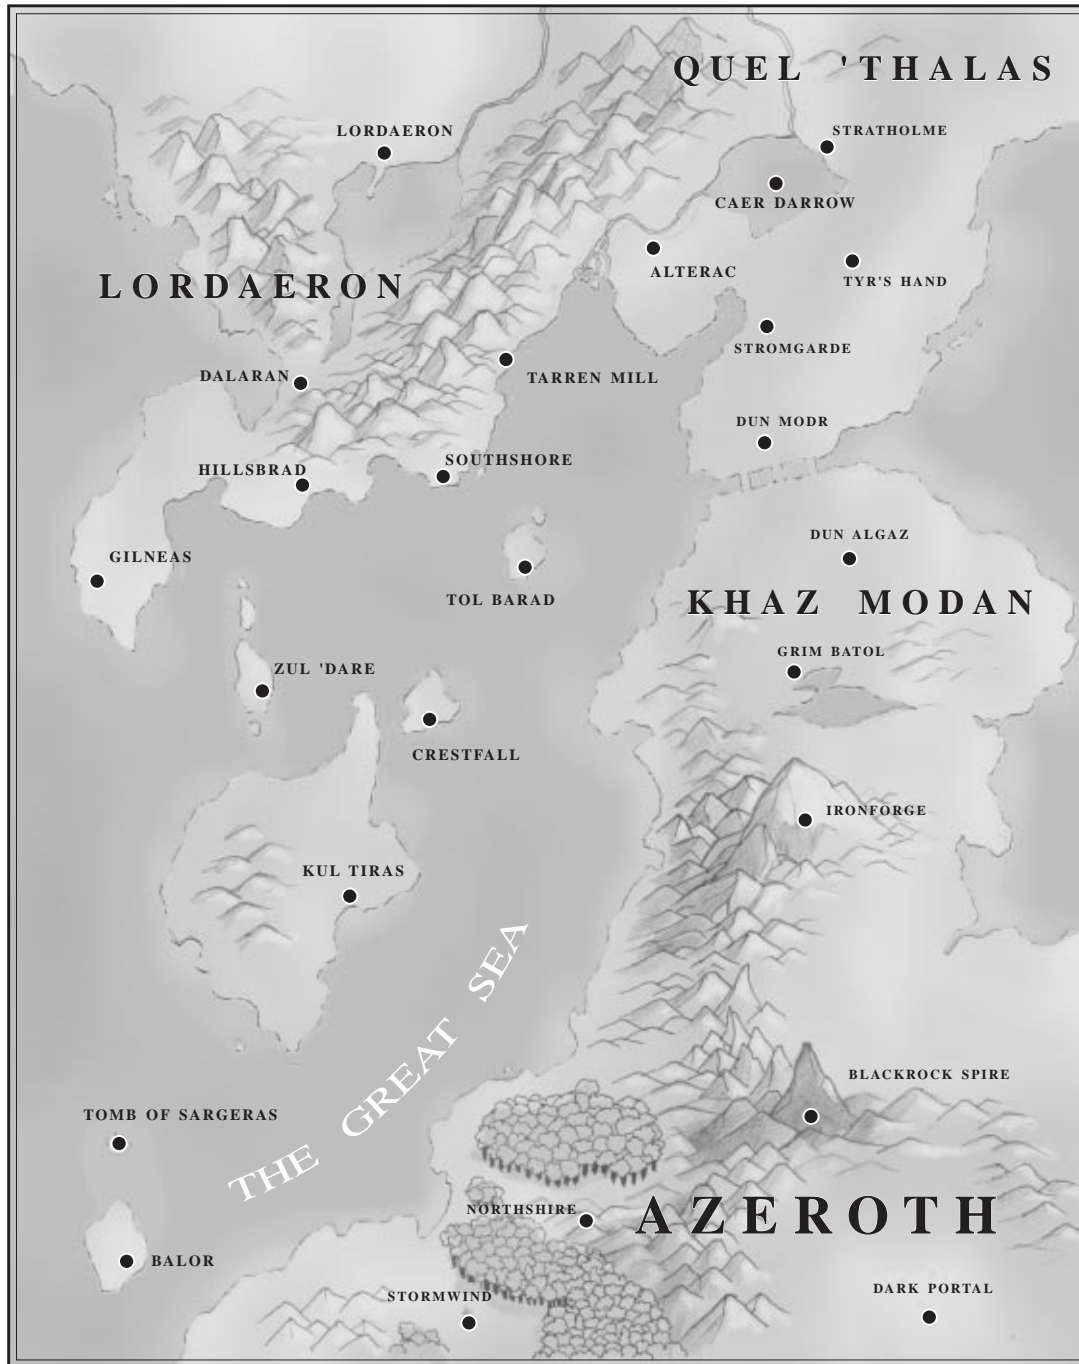 QUEL 'THALAS
LORDAERON
STRATHOLME
CAER DARROW
ALTERAC
TYR'S HAND
LORDAERON
STROMGARDE
DALARAN
TARREN MILL
DUN MODR
HILLSBRAD
SOUTHSHORE
DUN ALGAZ
GILNEAS
TOL BARAD
KHAZ MODAN
GRIM BATOL
ZUL 'DARE
CRESTFALL
IRONFORGE
KUL TIRAS
THE GREAT SEA
BLACKROCK SPIRE
TOMB OF SARGERAS
NORTHSHIRE
AZEROTH
BALOR
DARK PORTAL
STORMWIND